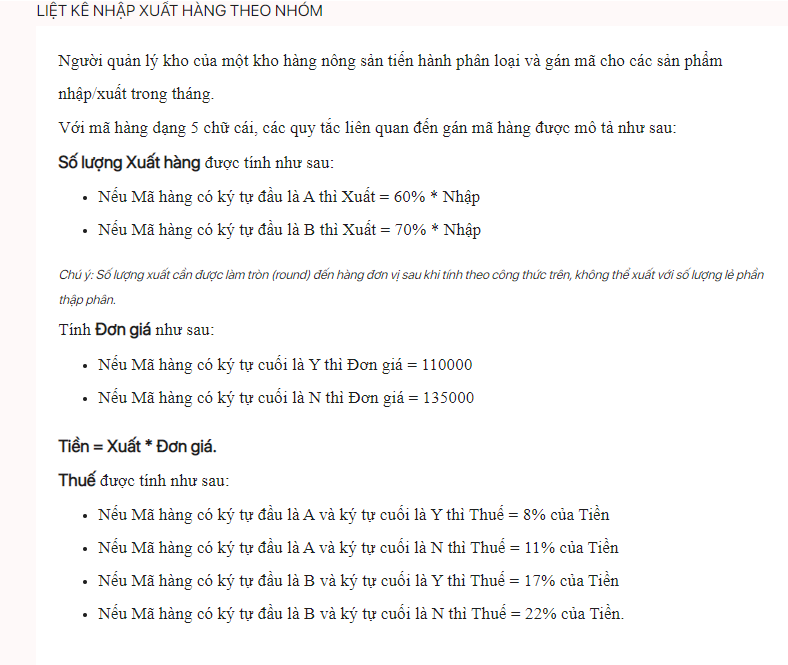 LIỆT KÊ NHẬP XUẤT HÀNG THEO NHÓM
Người quản lý kho của một kho hàng nông sản tiến hành phân loại và gán mã cho các sản phẩm
nhập/xuất trong tháng.
Với mã hàng dạng 5 chữ cái, các quy tắc liên quan đến gán mã hàng được mô tả như sau:
Số lượng Xuất hàng được tính như sau:
• Nếu Mã hàng có ký tự đầu là A thì Xuất = 60% * Nhập
• Nếu Mã hàng có ký tự đầu là B thì Xuất = 70% * Nhập
Chú ý: Số lượng xuất cần được làm tròn (round) đến hàng đơn vị sau khi tính theo công thức trên, không thể xuất với số lượng lẻ phần
thập phân.
Tính Đơn giá như sau:
• Nếu Mã hàng có ký tự cuối là Y thì Đơn giá = 110000
• Nếu Mã hàng có ký tự cuối là N thì Đơn giá = 135000
Tiền = Xuất * Đơn giá.
Thuế được tính như sau:
• Nếu Mã hàng có ký tự đầu là A và ký tự cuối là Y thì Thuế = 8% của Tiền
• Nếu Mã hàng có ký tự đầu là A và ký tự cuối là N thì Thuế = 11% của Tiền
• Nếu Mã hàng có ký tự đầu là B và ký tự cuối là Y thì Thuế = 17% của Tiền
• Nếu Mã hàng có ký tự đầu là B và ký tự cuối là N thì Thuế = 22% của Tiền.